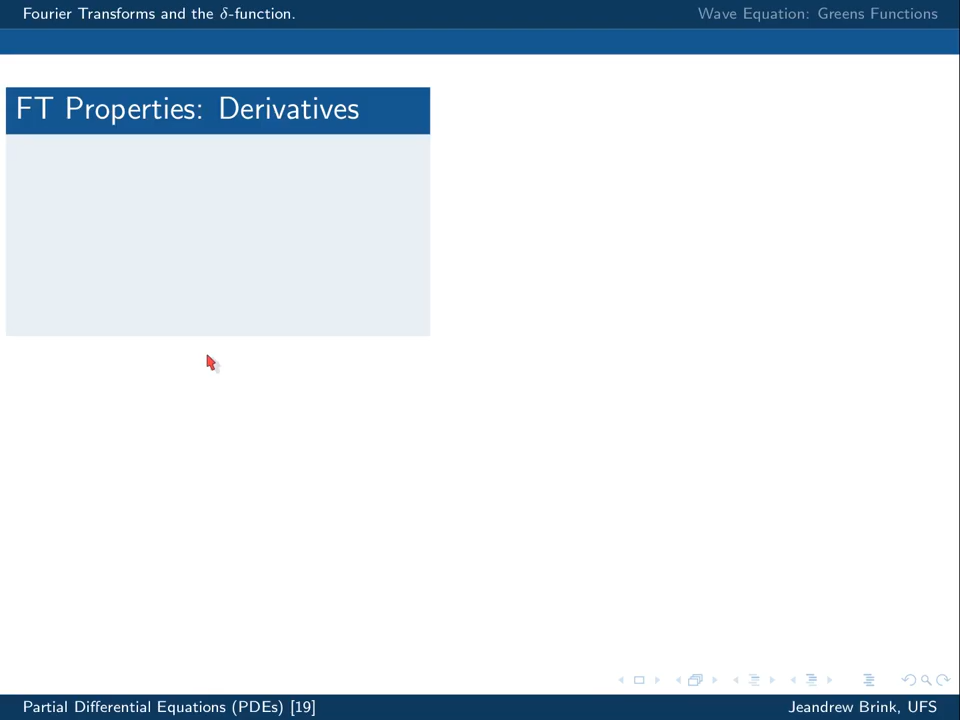 Fourier Transforms and the δ-function.
Wave Equation: Greens Functions
FT Properties: Derivatives
Partial Differential Equations (PDEs) [19]
Jeandrew Brink, UFS